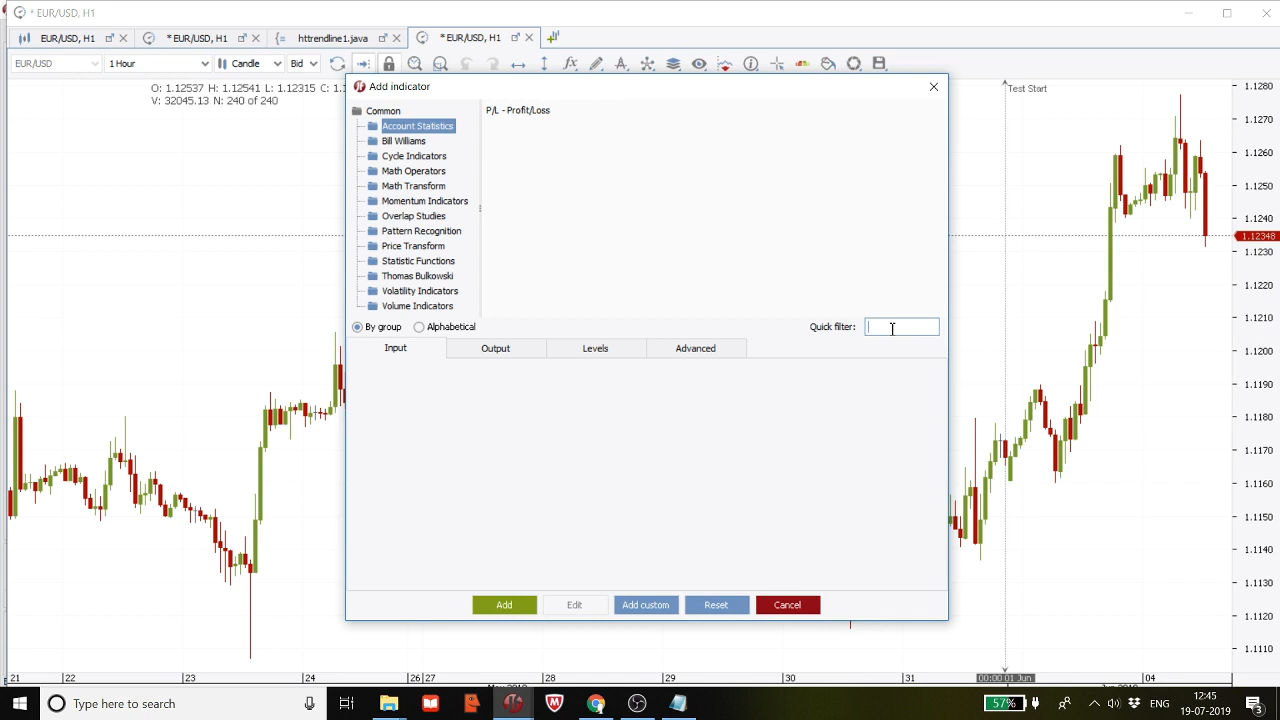 * EUR/USD, H1
EUR/USD, H1
* EUR/USD, H1
httrendline1.java
* EUR/USD, H1
EUR/USD
1 Hour
Candle
Bid
O: 1.12537 H: 1.12541 L: 1.12315 C: 1.1
V: 32045.13 N: 240 of 240
Test Start
Add indicator
Common
Account Statistics
Bill Williams
Cycle Indicators
Math Operators
Math Transform
Momentum Indicators
Overlap Studies
Pattern Recognition
Price Transform
Statistic Functions
Thomas Bulkowski
Volatility Indicators
Volume Indicators
P/L - Profit/Loss
By group
Alphabetical
Quick filter:
Input
Output
Levels
Advanced
Add
Edit
Add custom
Reset
Cancel
1.1280
1.1270
1.1260
1.1250
1.1240
1.12348
1.1230
1.1220
1.1210
1.1200
1.1190
1.1180
1.1170
1.1160
1.1150
1.1140
1.1130
1.1120
1.1110
21
22
23
24
26
27
28
29
30
31
00:00 01 Jun
04
Type here to search
57%
ENG
12:45
19-07-2019
3